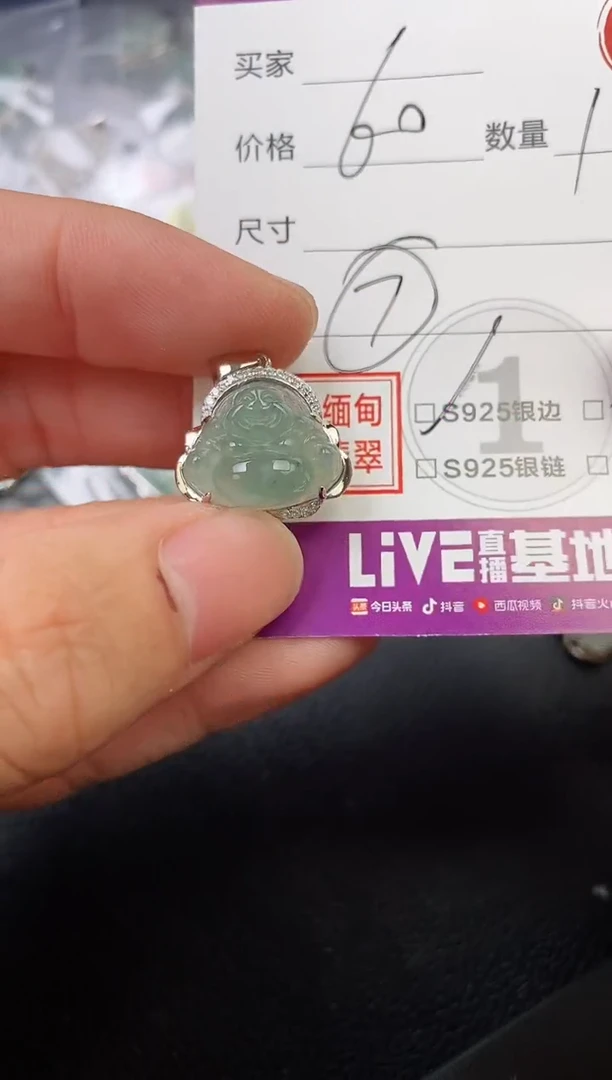 买家
价格 60 数量 1
尺寸
7
缅甸
翠
1
S925银边
S925银链
LiVE直播基地
头条 今日头条 抖音 西瓜视频 抖音火